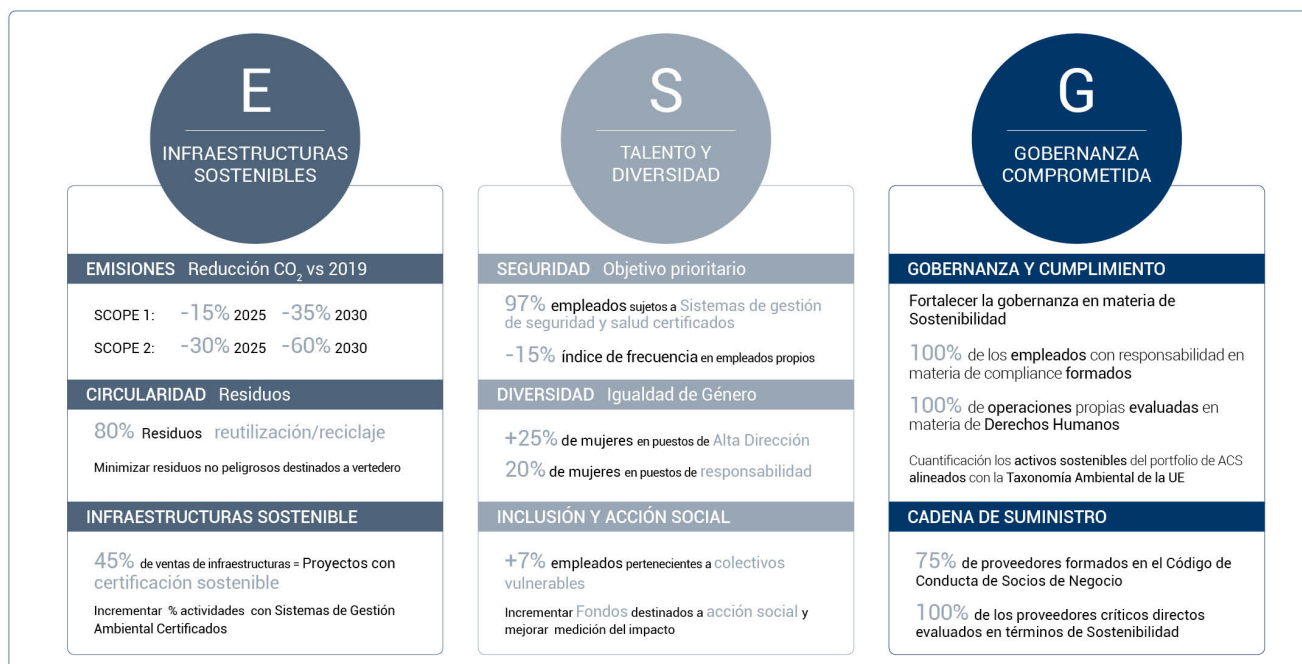 E
INFRAESTRUCTURAS
SOSTENIBLES
EMISIONES Reducción CO2 vs 2019
SCOPE 1: -15% 2025 -35% 2030
SCOPE 2: -30% 2025 -60% 2030
CIRCULARIDAD Residuos
80% Residuos reutilización/reciclaje
Minimizar residuos no peligrosos destinados a vertedero
INFRAESTRUCTURAS SOSTENIBLE
45% de ventas de infraestructuras = Proyectos con
certificación sostenible
Incrementar % actividades con Sistemas de Gestión
Ambiental Certificados
S
TALENTO Y
DIVERSIDAD
SEGURIDAD Objetivo prioritario
97% empleados sujetos a Sistemas de gestión
de seguridad y salud certificados
-15% índice de frecuencia en empleados propios
DIVERSIDAD Igualdad de Género
+25% de mujeres en puestos de Alta Dirección
20% de mujeres en puestos de responsabilidad
INCLUSIÓN Y ACCIÓN SOCIAL
+7% empleados pertenecientes a colectivos
vulnerables
Incrementar Fondos destinados a acción social y
mejorar medición del impacto
G
GOBERNANZA
COMPROMETIDA
GOBERNANZA Y CUMPLIMIENTO
Fortalecer la gobernanza en materia de
Sostenibilidad
100% de los empleados con responsabilidad en
materia de compliance formados
100% de operaciones propias evaluadas en
materia de Derechos Humanos
Cuantificación los activos sostenibles del portfolio de ACS
alineados con la Taxonomía Ambiental de la UE
CADENA DE SUMINISTRO
75% de proveedores formados en el Código de
Conducta de Socios de Negocio
100% de los proveedores críticos directos
evaluados en términos de Sostenibilidad